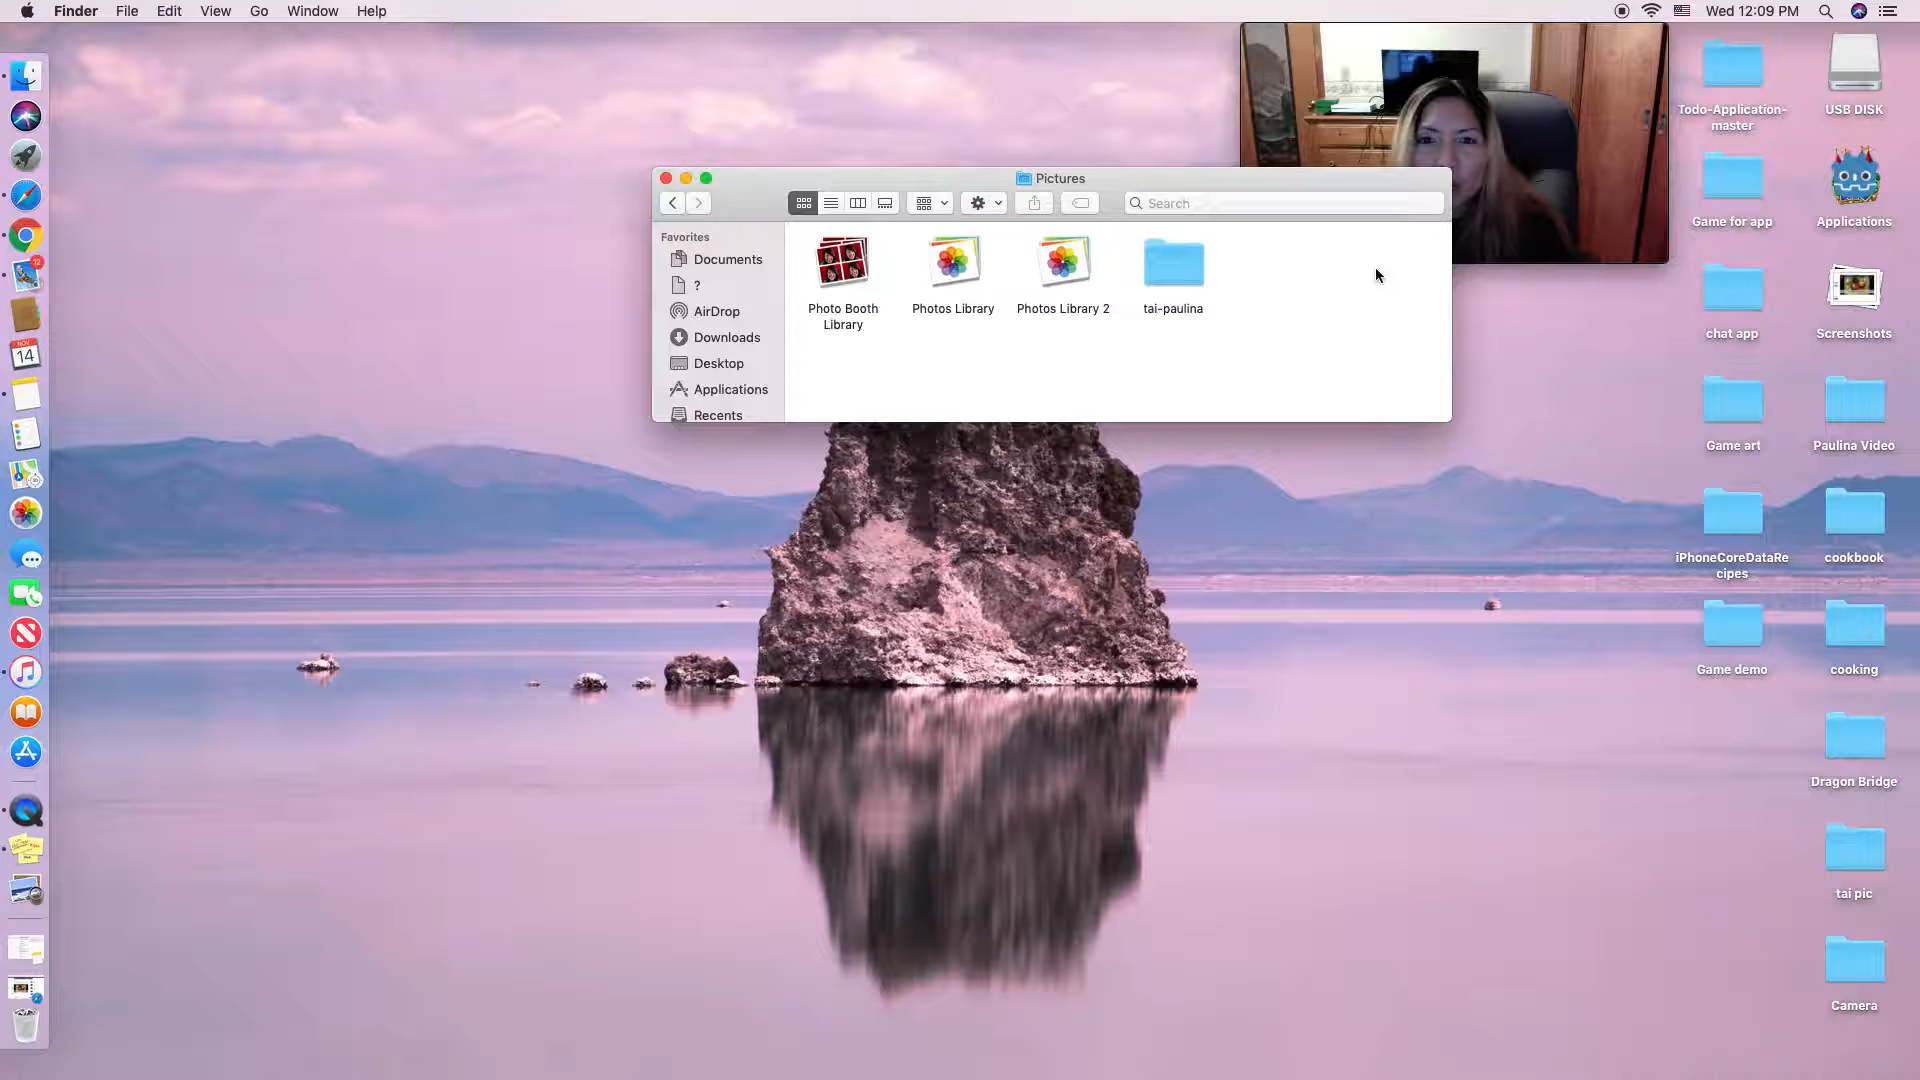 Finder File Edit View Go Window Help
Wed 12:09 PM
Pictures
Search
Favorites
Documents
?
AirDrop
Downloads
Desktop
Applications
Recents
Photo Booth
Library
Photos Library
Photos Library 2
tai-paulina
Todo-Application-
master
USB DISK
Game for app
Applications
chat app
Screenshots
Game art
Paulina Video
iPhoneCoreDataRe
cipes
cookbook
Game demo
cooking
Dragon Bridge
tai pic
Camera
12
NOV
14